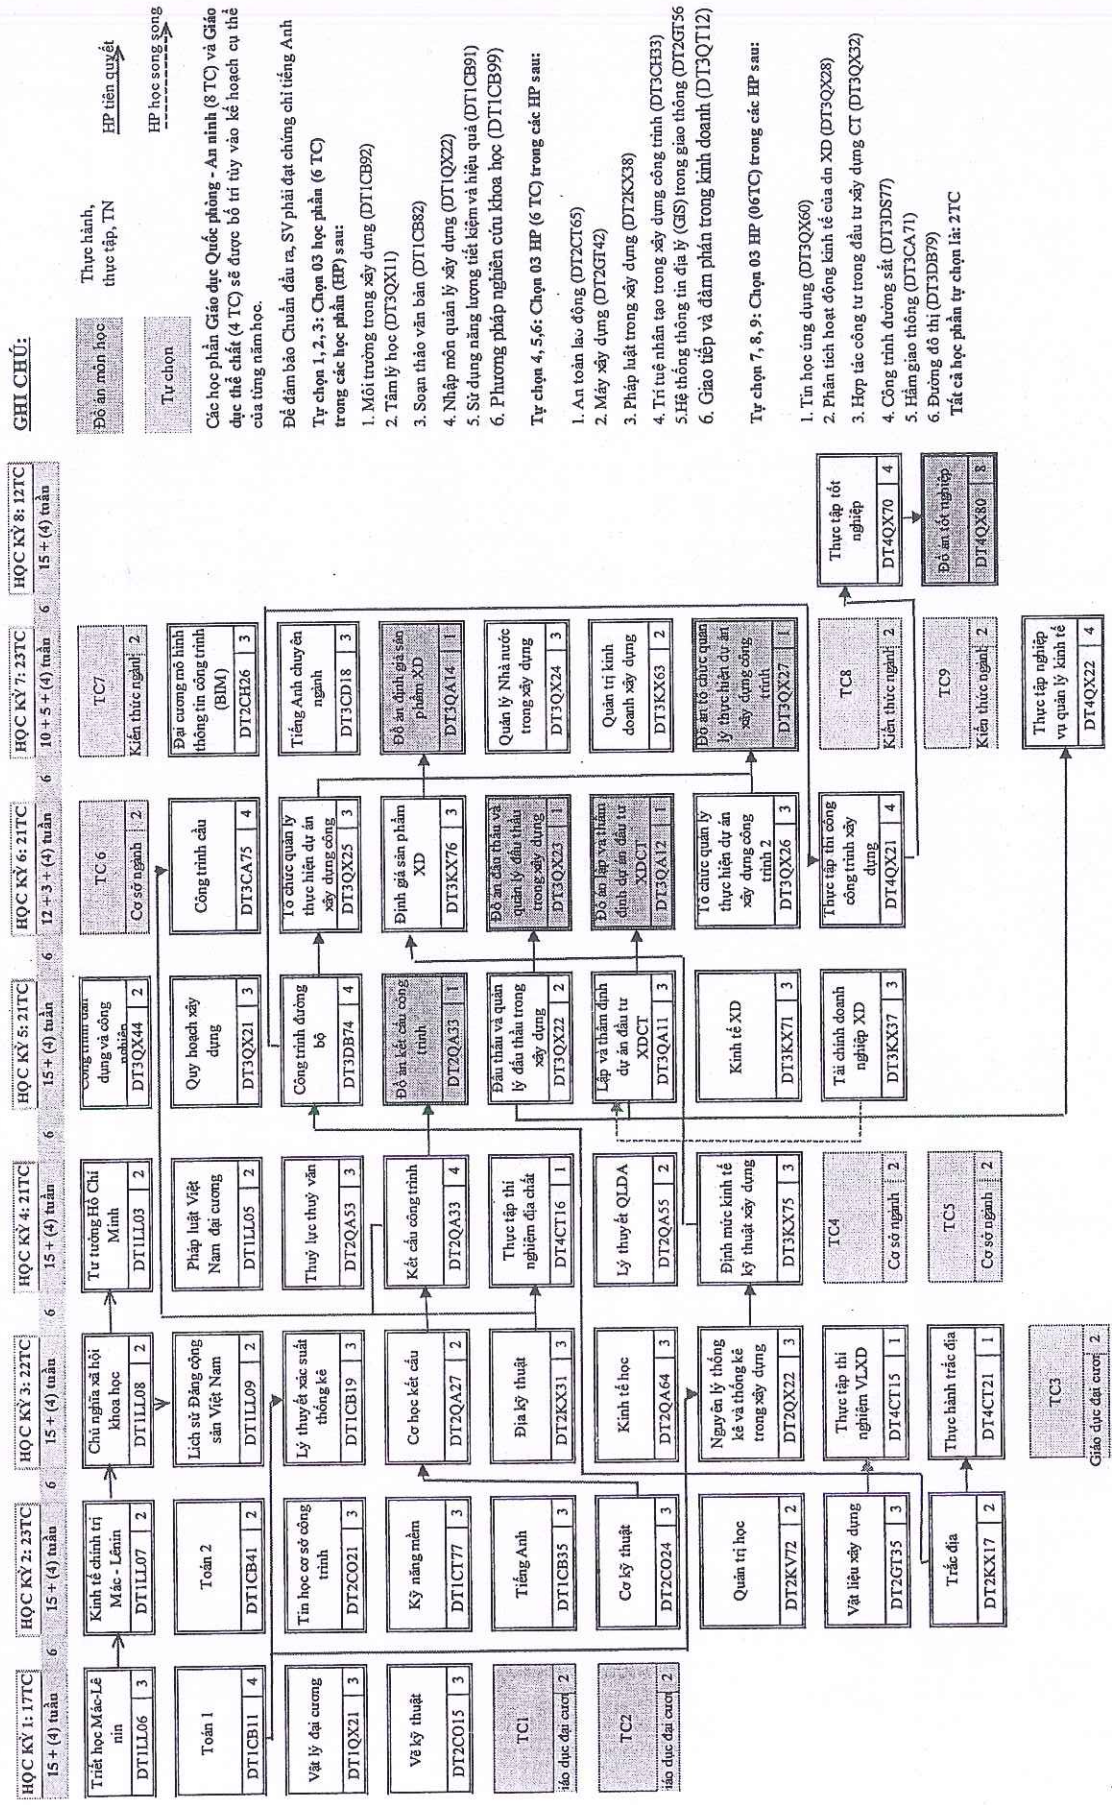 HỌC KỲ 1: 17TC
15 + (4) tuần
6
Triết học Mác-Lê
nin
DT1LL06 3
Toán 1
DT1CB11 4
Vật lý đại cương
DT1QX21 3
Vẽ kỹ thuật
DT2CO15 3
TC1
iáo dục đại cươn 2
TC2
iáo dục đại cươn 2
HỌC KỲ 2: 23TC
15 + (4) tuần
6
Kinh tế chính trị
Mác - Lênin
DT1LL07 2
Toán 2
DT1CB41 2
Tin học cơ sở công
trình
DT2CO21 3
Kỹ năng mềm
DT1CT77 3
Tiếng Anh
DT1CB35 3
Cơ kỹ thuật
DT2CO24 3
Quản trị học
DT2KV72 2
Vật liệu xây dựng
DT2GT35 3
Trắc địa
DT2KX17 2
HỌC KỲ 3: 22TC
15 + (4) tuần
6
Chủ nghĩa xã hội
khoa học
DT1LL08 2
Lịch sử Đảng cộng
sản Việt Nam
DT1LL09 2
Lý thuyết xác suất
thống kê
DT1CB19 3
Cơ học kết cấu
DT2QA27 2
Địa kỹ thuật
DT2KX31 3
Kinh tế học
DT2QA64 3
Nguyên lý thống
kê và thống kê
trong xây dựng
DT2QX22 3
Thực tập thí
nghiệm VLXD
DT4CT15 1
Thực hành trắc địa
DT4CT21 1
TC3
Giáo dục đại cươn 2
HỌC KỲ 4: 21TC
15 + (4) tuần
6
Tư tưởng Hồ Chí
Minh
DT1LL03 2
Pháp luật Việt
Nam đại cương
DT1LL05 2
Thuỷ lực thuỷ văn
DT2QA53 3
Kết cấu công trình
DT2QA33 4
Thực tập thí
nghiệm địa chất
DT4CT16 1
Lý thuyết QLDA
DT2QA55 2
Định mức kinh tế
kỹ thuật xây dựng
DT3KX75 3
TC4
Cơ sở ngành 2
TC5
Cơ sở ngành 2
HỌC KỲ 5: 21TC
15 + (4) tuần
6
Công trình dân
dụng và công
nghiệp
DT3QX44 2
Quy hoạch xây
dựng
DT3QX21 3
Công trình đường
bộ
DT3DB74 4
Đồ án kết cấu công
trình
DT2QA33 1
Đấu thầu và quản
lý đấu thầu trong
xây dựng
DT3QX22 2
Lập và thẩm định
dự án đầu tư
XDCT
DT3QA11 3
Kinh tế XD
DT3KX71 3
Tài chính doanh
nghiệp XD
DT3KX37 3
HỌC KỲ 6: 21TC
12 + 3 + (4) tuần
6
TC 6
Cơ sở ngành 2
Công trình cầu
DT3CA75 4
Tổ chức quản lý
thực hiện dự án
xây dựng công
DT3QX25 3
Định giá sản phẩm
XD
DT3KX76 3
Đồ án đấu thầu và
quản lý đấu thầu
trong xây dựng
DT3QX23 1
Đồ án lập và thẩm
định dự án đầu tư
XDCT
DT3QA12 1
Tổ chức quản lý
thực hiện dự án
xây dựng công
trình 2
DT3QX26 3
Thực tập thi công
công trình xây
dựng
DT4QX21 4
HỌC KỲ 7: 23TC
10 + 5 + (4) tuần
6
TC7
Kiến thức ngành 2
Đại cương mô hình
thông tin công trình
(BIM)
DT2CH26 3
Tiếng Anh chuyên
ngành
DT3CD18 3
Đồ án định giá sản
phẩm XD
DT3QA14 1
Quản lý Nhà nước
trong xây dựng
DT3QX24 3
Quản trị kinh
doanh xây dựng
DT3KX63 2
Đồ án tổ chức quản
lý thực hiện dự án
xây dựng công
trình
DT3QX27 1
TC8
Kiến thức ngành 2
TC9
Kiến thức ngành 2
Thực tập nghiệp
vụ quản lý kinh tế
DT4QX22 4
HỌC KỲ 8: 12TC
15 + (4) tuần
Thực tập tốt
nghiệp
DT4QX70 4
Đồ án tốt nghiệp
DT4QX80 8
GHI CHÚ:
Đồ án môn học
Thực hành,
thực tập, TN
HP tiên quyết
Tự chọn
HP học song song
Các học phần Giáo dục Quốc phòng - An ninh (8 TC) và Giáo
dục thể chất (4 TC) sẽ được bố trí tùy vào kế hoạch cụ thể
của từng năm học.
Để đảm bảo Chuẩn đầu ra, SV phải đạt chứng chỉ tiếng Anh
Tự chọn 1, 2, 3: Chọn 03 học phần (6 TC)
trong các học phần (HP) sau:
1. Môi trường trong xây dựng (DT1CB92)
2. Tâm lý học (DT3QX11)
3. Soạn thảo văn bản (DT1CB82)
4. Nhập môn quản lý xây dựng (DT1QX22)
5. Sử dụng năng lượng tiết kiệm và hiệu quả (DT1CB91)
6. Phương pháp nghiên cứu khoa học (DT1CB99)
Tự chọn 4, 5,6: Chọn 03 HP (6 TC) trong các HP sau:
1. An toàn lao động (DT2CT65)
2. Máy xây dựng (DT2GT42)
3. Pháp luật trong xây dựng (DT2KX38)
4. Trí tuệ nhân tạo trong xây dựng công trình (DT3CH33)
5.Hệ thống thông tin địa lý (GIS) trong giao thông (DT2GT56
6. Giao tiếp và đàm phán trong kinh doanh (DT3QT12)
Tự chọn 7, 8, 9: Chọn 03 HP (06TC) trong các HP sau:
1. Tin học ứng dụng (DT3QX60)
2. Phân tích hoạt động kinh tế của dn XD (DT3QX28)
3. Hợp tác công tư trong đầu tư xây dựng CT (DT3QX32)
4. Công trình đường sắt (DT3DS77)
5. Hầm giao thông (DT3CA71)
6. Đường đô thị (DT3DB79)
Tất cả học phần tự chọn là: 2TC